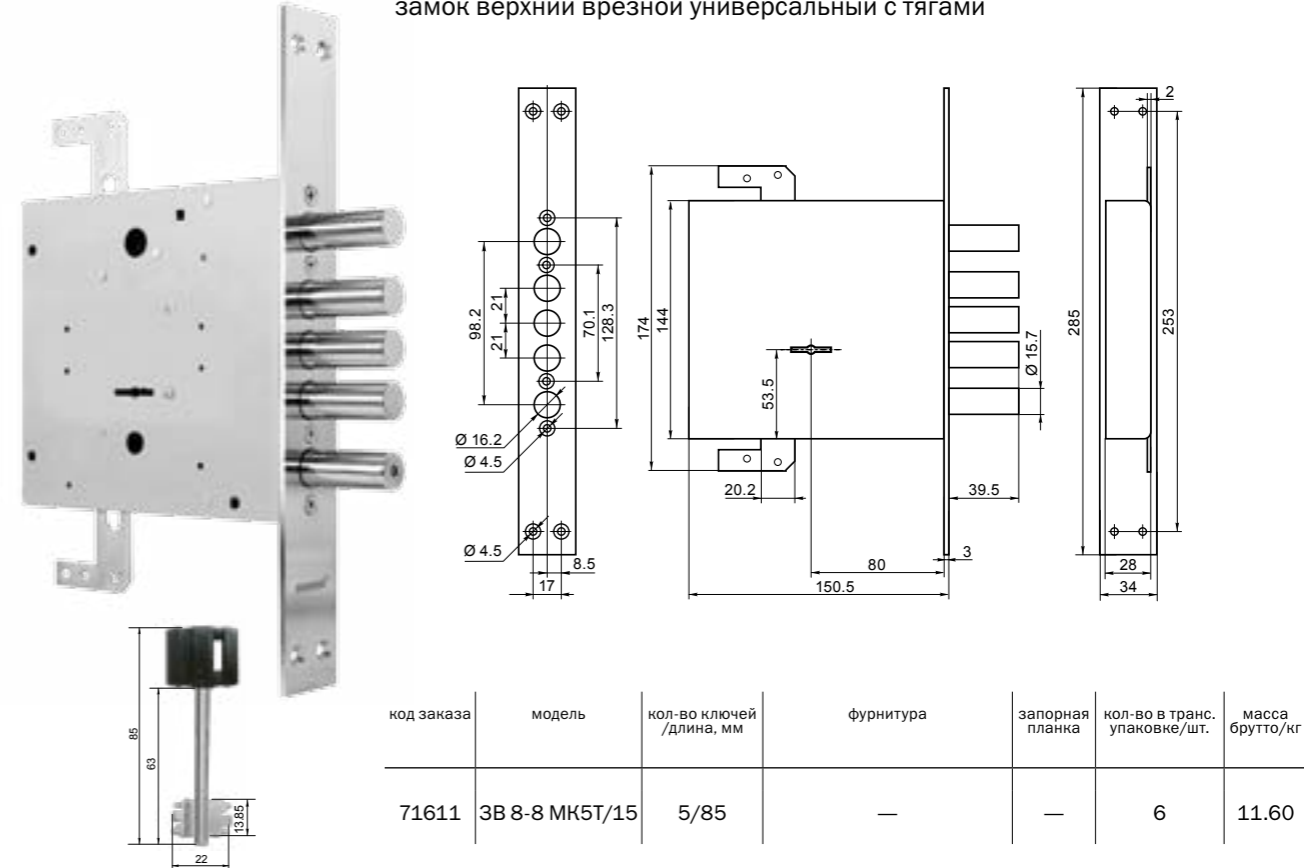 замок верхний врезной универсальный с тягами
2
174
144
98.2
21
21
70.1
128.3
53.5
Ø 15.7
285
253
Ø 16.2
Ø 4.5
20.2
39.5
Ø 4.5
8.5
17
3
80
150.5
28
34
85
63
13.85
22
код заказа
модель
кол-во ключей
/длина, мм
фурнитура
запорная
планка
кол-во в транс.
упаковке/шт.
масса
брутто/кг
71611
ЗВ 8-8 МК5Т/15
5/85
—
—
6
11.60